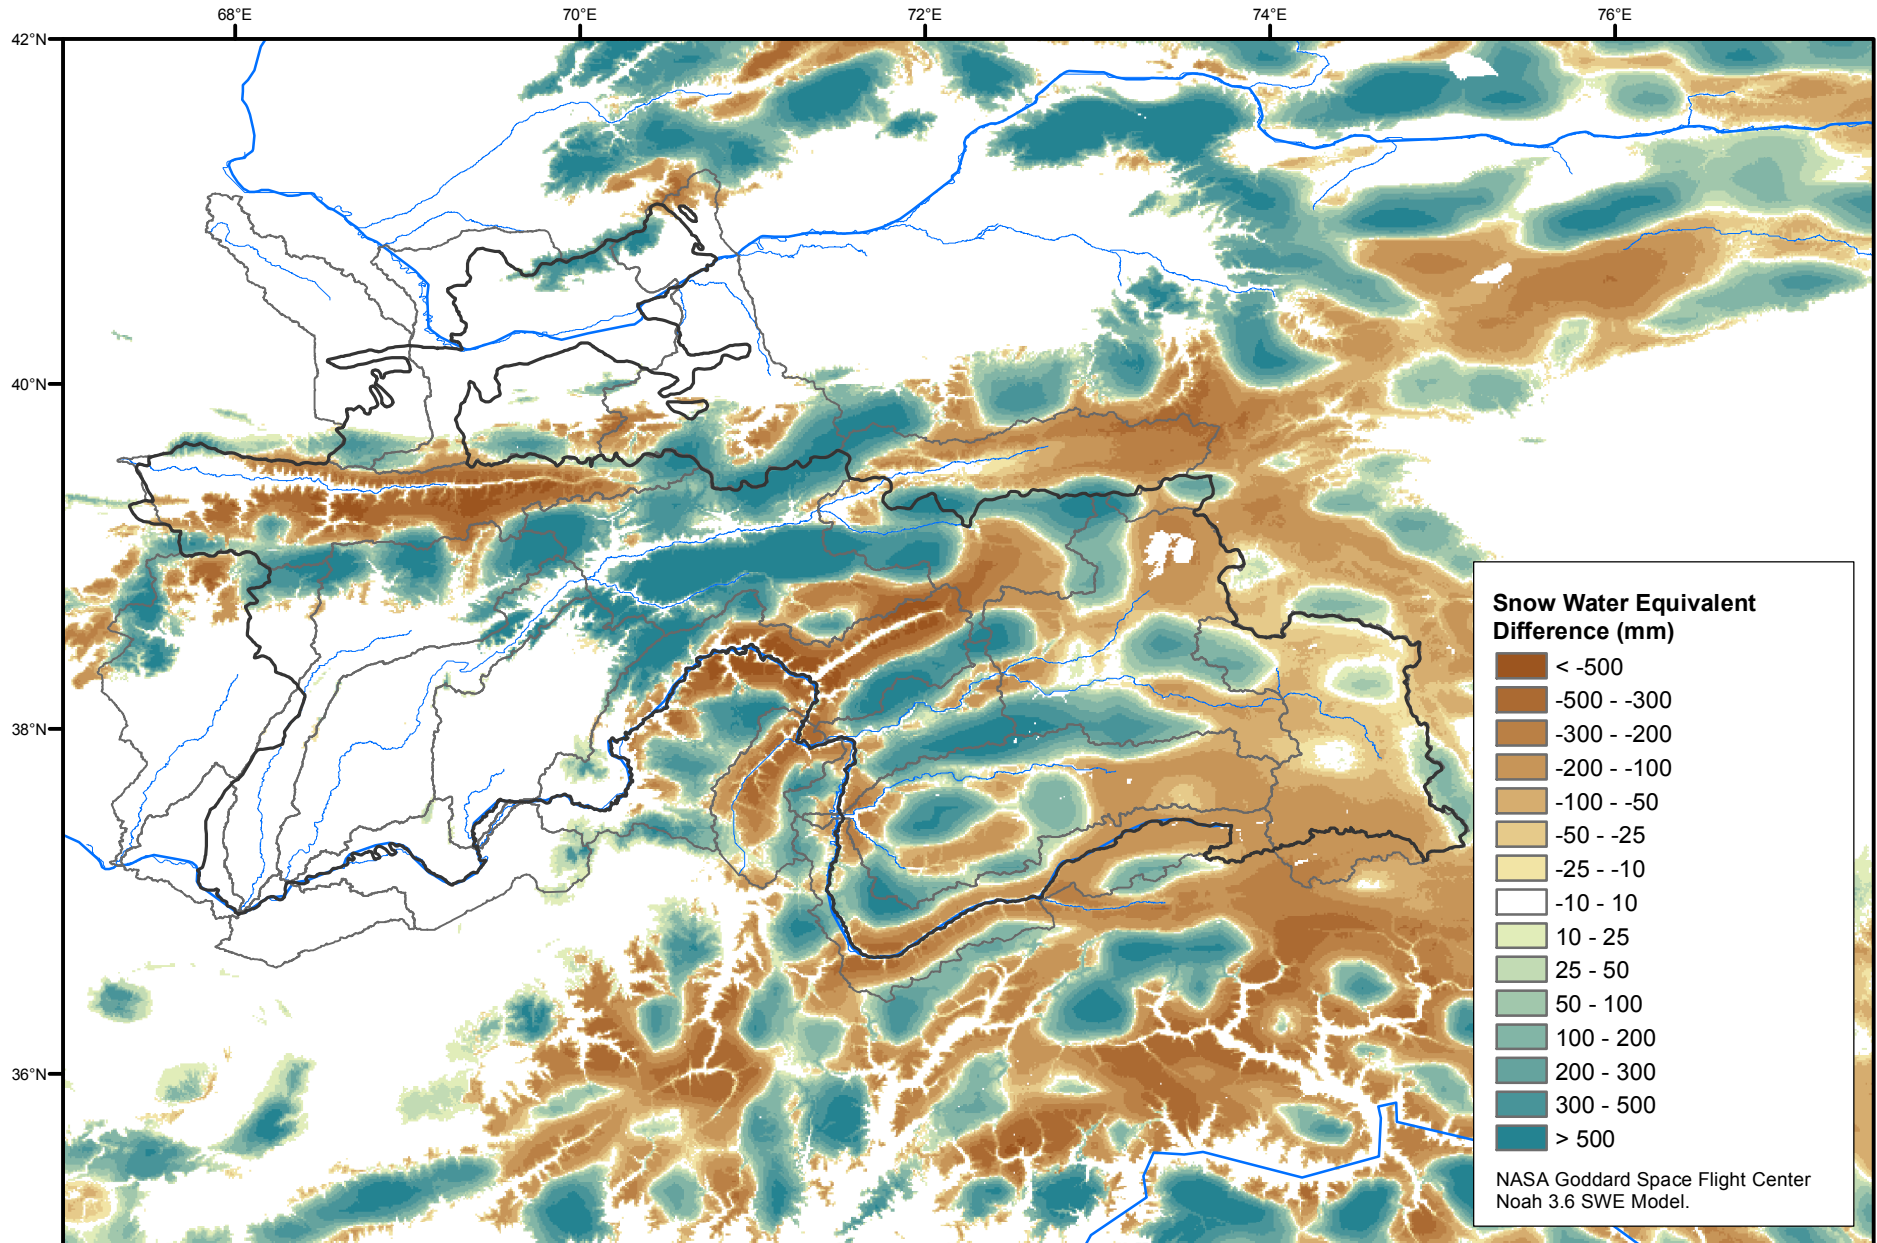 68°E
70°E
72°E
74°E
76°E
42°N
40°N
38°N
36°N
Snow Water Equivalent
Difference (mm)
< -500
-500 - -300
-300 - -200
-200 - -100
-100 - -50
-50 - -25
-25 - -10
-10 - 10
10 - 25
25 - 50
50 - 100
100 - 200
200 - 300
300 - 500
> 500
NASA Goddard Space Flight Center
Noah 3.6 SWE Model.